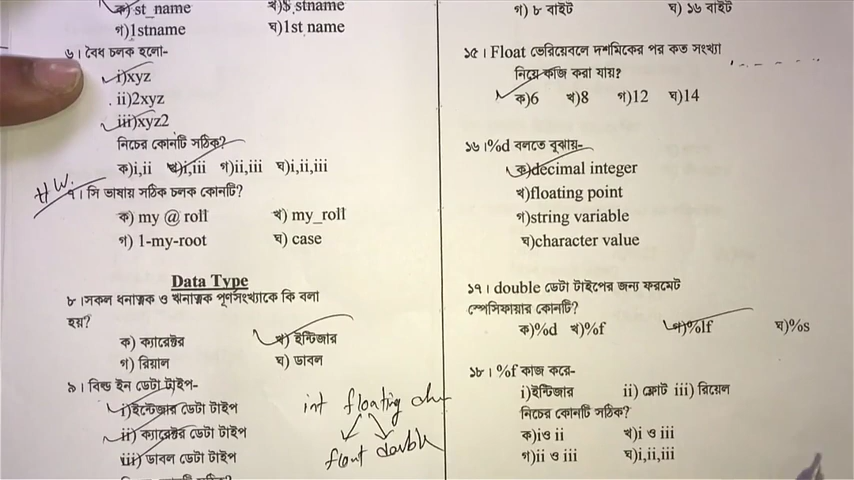 ক) st_name খ)$ stname
গ)1stname ঘ)1st name
৬। বৈধ চলক হলো-
i)xyz
ii)2xyz
iii)xyz2
নিচের কোনটি সঠিক?
ক)i,ii খ)i,iii গ)ii,iii ঘ)i,ii,iii
H.W.
৭। সি ভাষায় সঠিক চলক কোনটি?
ক) my @ roll খ) my_roll
গ) 1-my-root ঘ) case
Data Type
৮।সকল ধনাত্মক ও ঋনাত্মক পূর্ণসংখ্যাকে কি বলা
হয়?
ক) ক্যারেক্টর খ) ইন্টিজার
গ) রিয়াল ঘ) ডাবল
৯। বিল্ড ইন ডেটা টাইপ-
i)ইন্টেজার ডেটা টাইপ
ii) ক্যারেক্টর ডেটা টাইপ
iii) ডাবল ডেটা টাইপ
int floating
float double
গ) ৮ বাইট ঘ) ১৬ বাইট
১৫। Float ভেরিয়েবলে দশমিকের পর কত সংখ্যা
নিয়ে কাজ করা যায়?
ক)6 খ)8 গ)12 ঘ)14
১৬।%d বলতে বুঝায়-
ক)decimal integer
খ)floating point
গ)string variable
ঘ)character value
১৭। double ডেটা টাইপের জন্য ফরমেট
স্পেসিফায়ার কোনটি?
ক)%d খ)%f গ)%lf ঘ)%s
১৮। %f কাজ করে-
i)ইন্টিজার ii) ফ্লোট iii) রিয়েল
নিচের কোনটি সঠিক?
ক)i ও ii খ)i ও iii
গ)ii ও iii ঘ)i,ii,iii